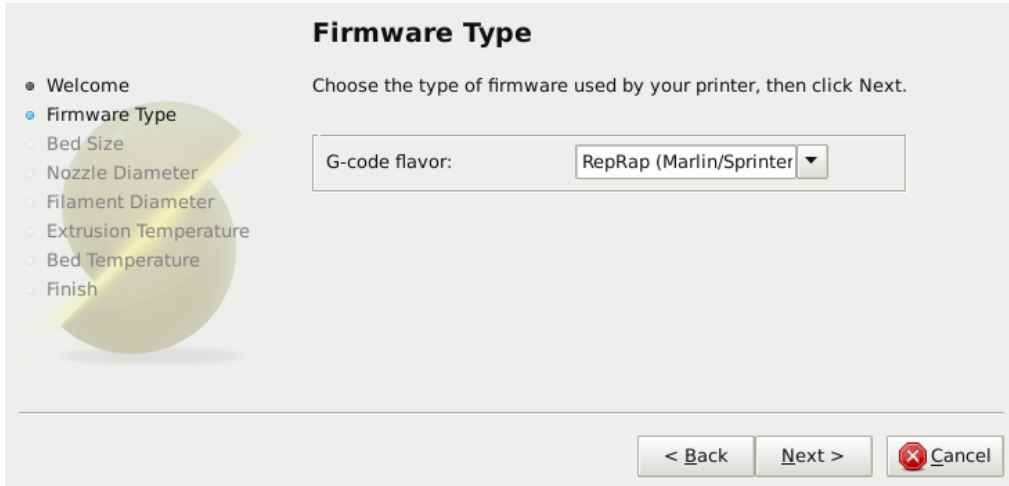 Firmware Type
Welcome
Firmware Type
Bed Size
Nozzle Diameter
Filament Diameter
Extrusion Temperature
Bed Temperature
Finish
Choose the type of firmware used by your printer, then click Next.
G-code flavor:
RepRap (Marlin/Sprinter
< Back
Next >
Cancel